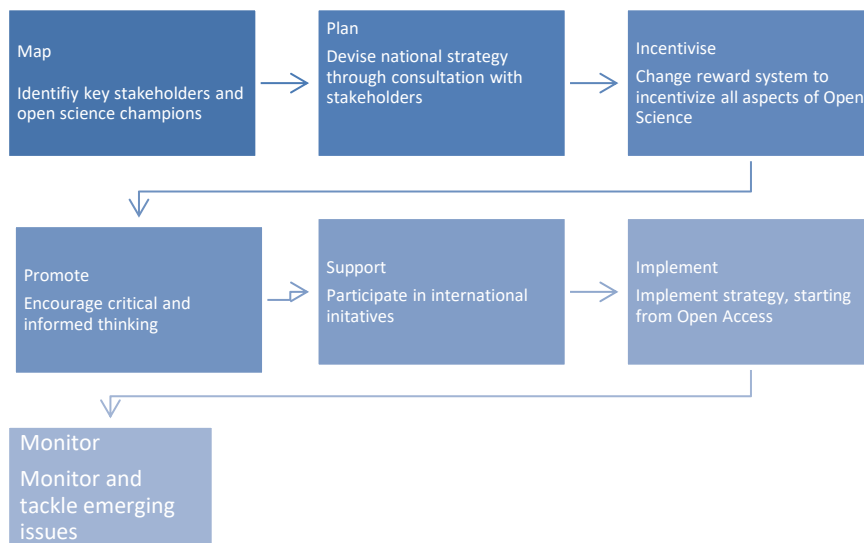 Map
Identifiy key stakeholders and
open science champions
Plan
Devise national strategy
through consultation with
stakeholders
Incentivise
Change reward system to
incentivize all aspects of Open
Science
Promote
Encourage critical and
informed thinking
Support
Participate in international
initatives
Implement
Implement strategy, starting
from Open Access
Monitor
Monitor and
tackle emerging
issues